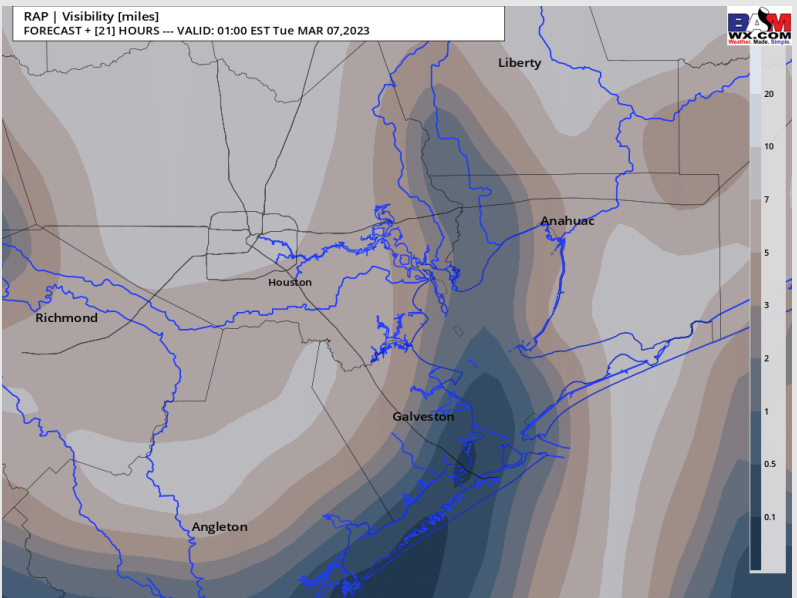 RAP | Visibility [miles]
FORECAST + [21] HOURS --- VALID: 01:00 EST Tue MAR 07,2023
BAM
WX.COM
Weather. Made. Simple.
Liberty
20
10
7
Anahuac
5
Houston
3
Richmond
2
1
Galveston
0.5
0.1
Angleton